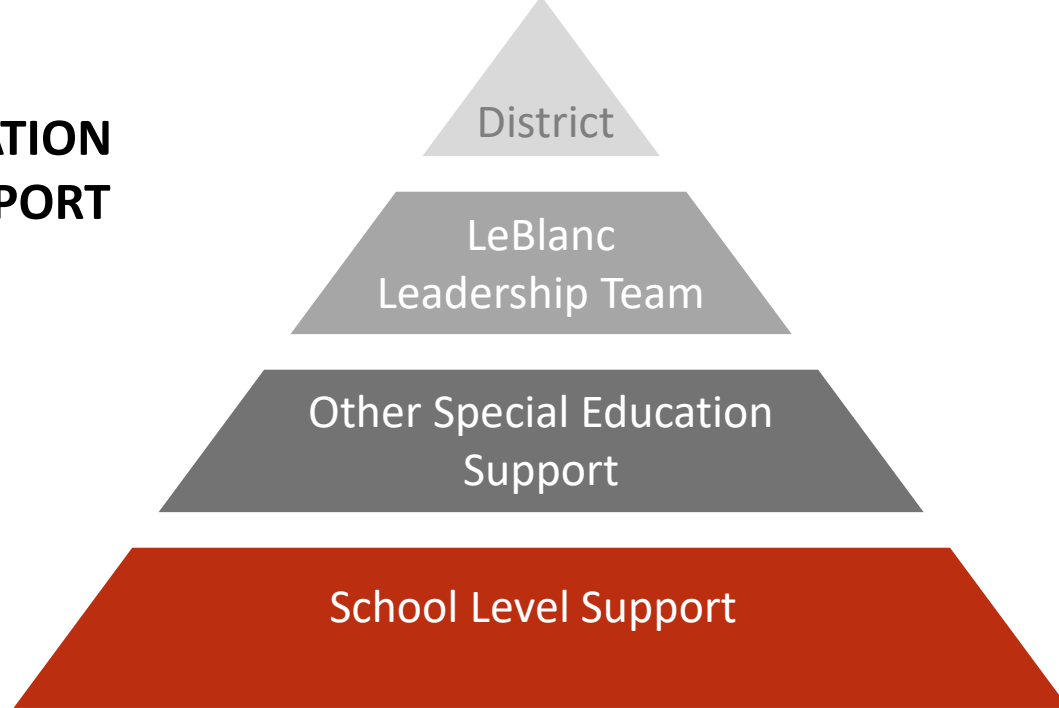 ATION
PORT
District
LeBlanc
Leadership Team
Other Special Education
Support
School Level Support